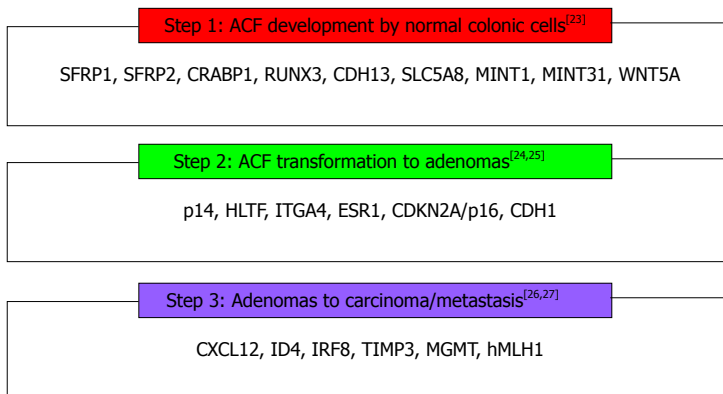 Step 1: ACF development by normal colonic cells[23]
SFRP1, SFRP2, CRABP1, RUNX3, CDH13, SLC5A8, MINT1, MINT31, WNT5A
Step 2: ACF transformation to adenomas[24,25]
p14, HLTF, ITGA4, ESR1, CDKN2A/p16, CDH1
Step 3: Adenomas to carcinoma/metastasis[26,27]
CXCL12, ID4, IRF8, TIMP3, MGMT, hMLH1